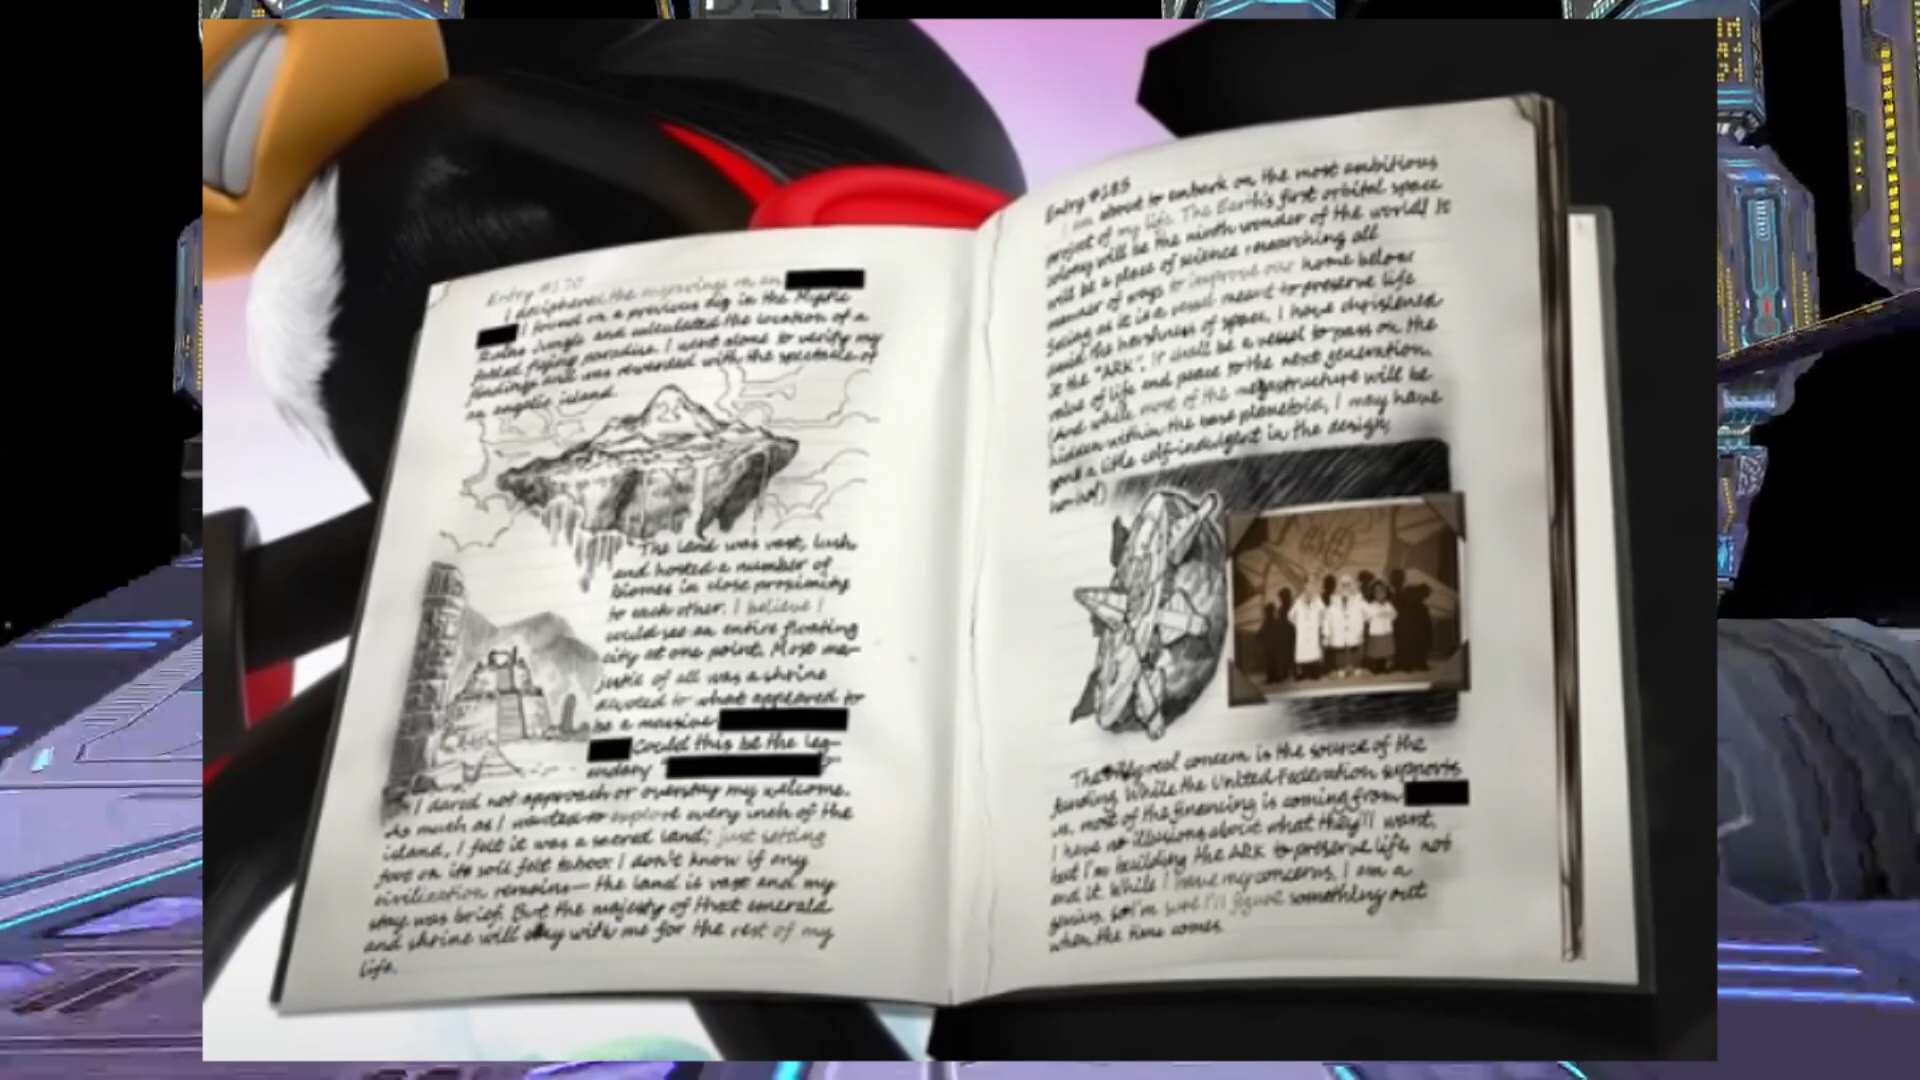 Entry #120
I deciphered the engravings on an
I found on a previous dig in the Mystic
Ruins Jungle and calculated the location of a
fabled flying paradise. I went alone to verify my
findings and was rewarded with the spectacle of
an angelic island.
The land was vast, lush,
and hosted a number of
biomes in close proximity
to each other. I believe I
could see an entire floating
city at one point. Most ma-
jestic of all was a shrine
devoted to what appeared to
be a massive
Could this be the leg-
endary
I dared not approach or overstay my welcome.
As much as I wanted to explore every inch of the
island, I felt it was a sacred land; just setting
foot on its soil felt taboo. I don't know if any
civilization remains— the land is vast and my
stay was brief. But the majesty of that emerald
and shrine will stay with me for the rest of my
life.
Entry #185
I am about to embark on the most ambitious
project of my life. The Earth's first orbital space
colony will be the ninth wonder of the world! It
will be a place of science researching all
manner of ways to improve our home below.
Seeing as it is a vessel meant to preserve life
amid the harshness of space, I have christened
it the "ARK". It shall be a vessel to pass on the
value of life and peace to the next generation.
(And while most of the megastructure will be
hidden within the base planetoid, I may have
gone a little self-indulgent in the design,
The only real concern is the source of the
funding. While the United Federation supports
us, most of the financing is coming from
I have no illusions about what they'll want,
but I'm building the ARK to preserve life, not
end it. While I have my concerns, I am a
genius, so I'm sure I'll figure something out
when the time comes.